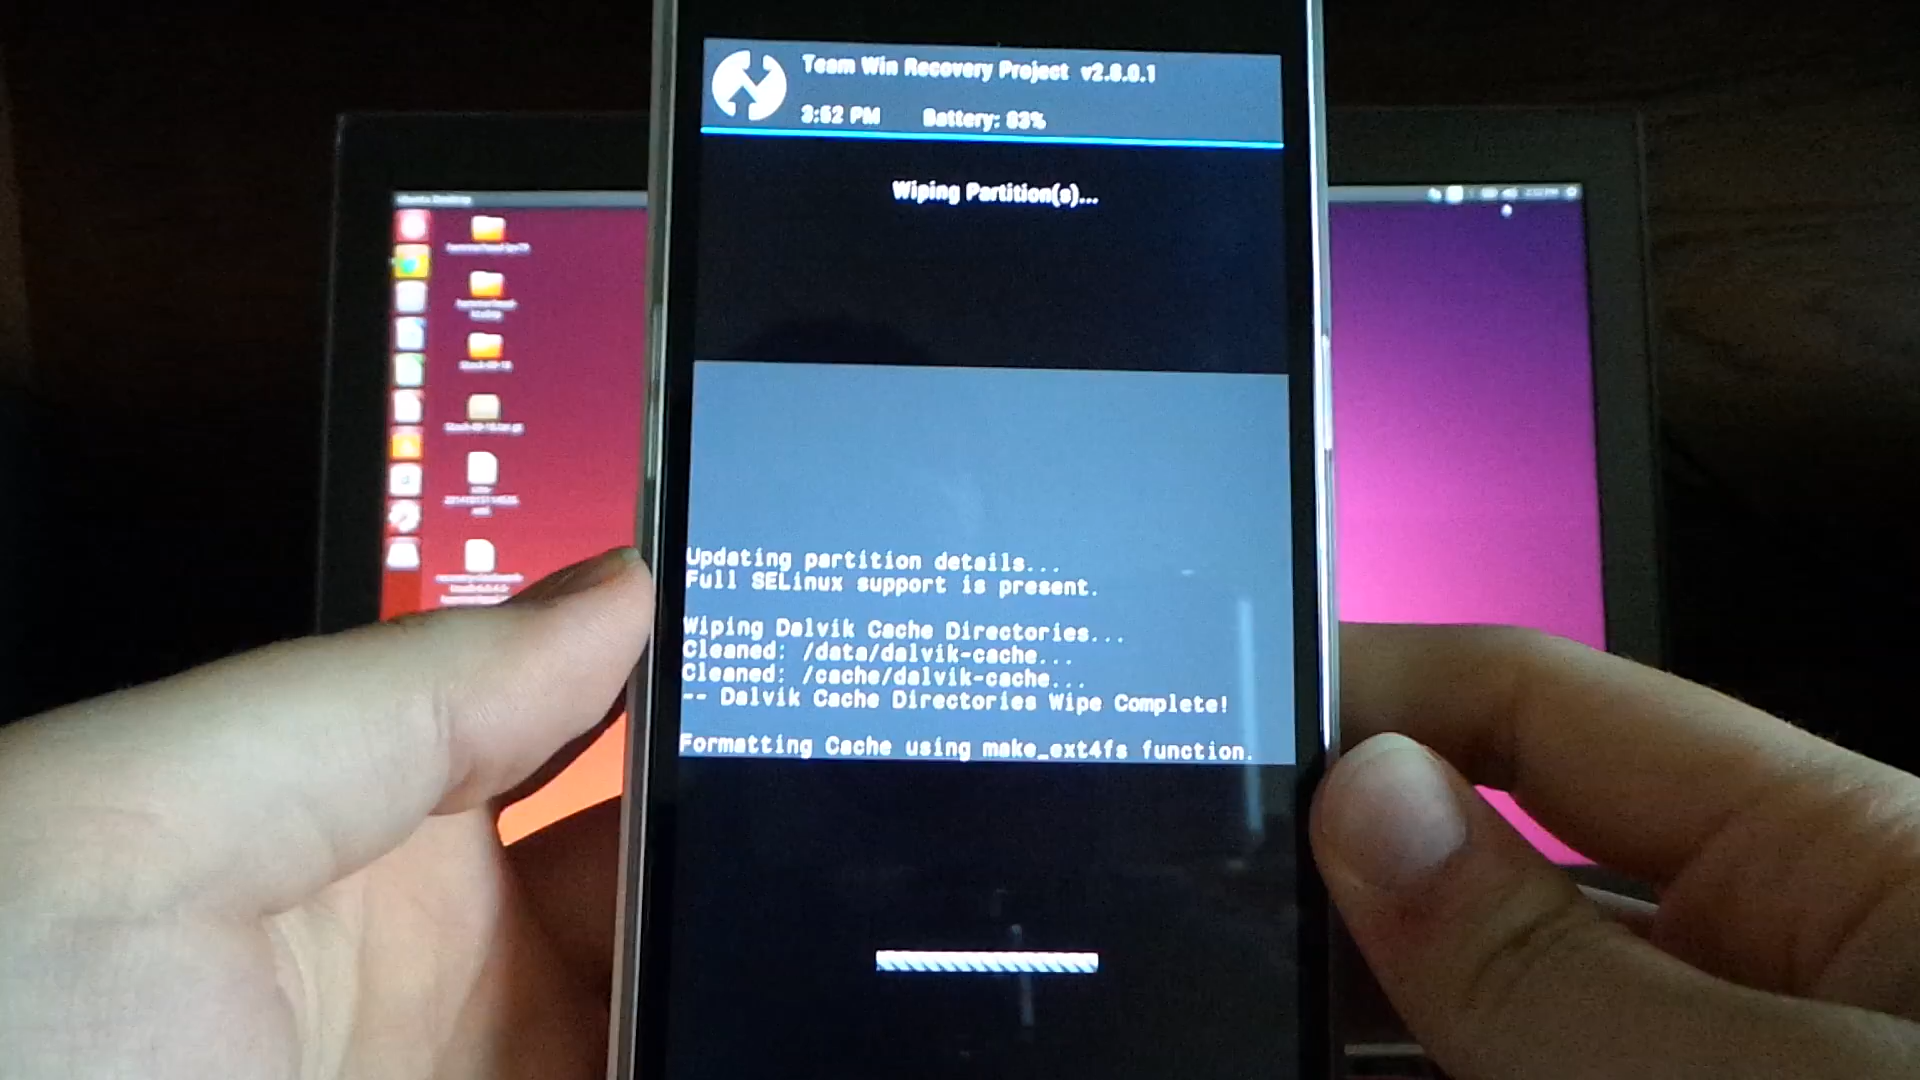 Team Win Recovery Project v2.8.0.1
3:52 PM Battery: 83%
Wiping Partition(s)...
Updating partition details...
Full SELinux support is present.
Wiping Dalvik Cache Directories...
Cleaned: /data/dalvik-cache...
Cleaned: /cache/dalvik-cache...
-- Dalvik Cache Directories Wipe Complete!
Formatting Cache using make_ext4fs function.
Ubuntu Desktop